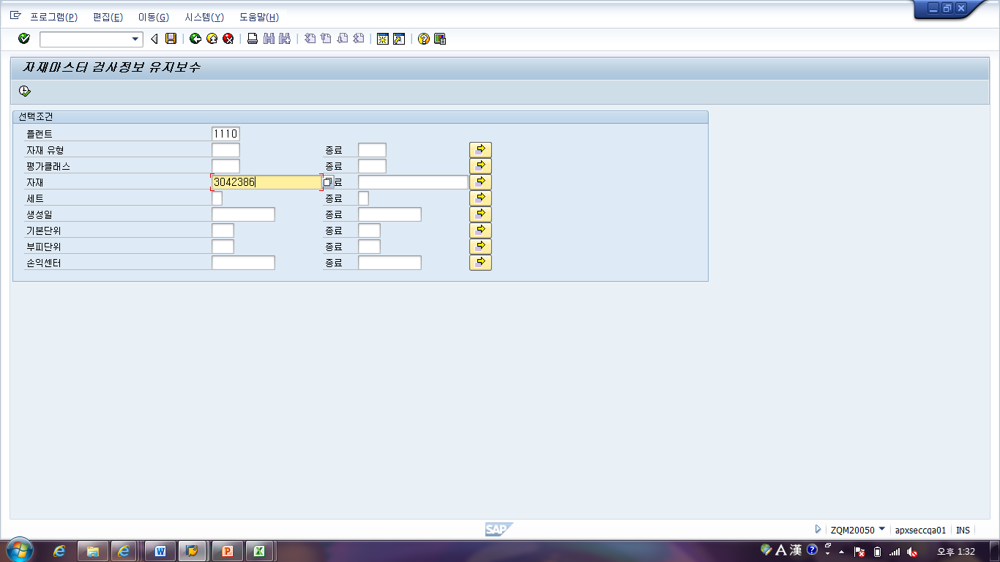 프로그램(P) 편집(E) 이동(G) 시스템(Y) 도움말(H)
자재마스터 검사정보 유지보수
선택조건
플랜트 1110
자재 유형 종료
평가클래스 종료
자재 3042386 료
세트 종료
생성일 종료
기본단위 종료
부피단위 종료
손익센터 종료
SAP
ZQM20050 apxseccqa01 INS
A 漢 오후 1:32